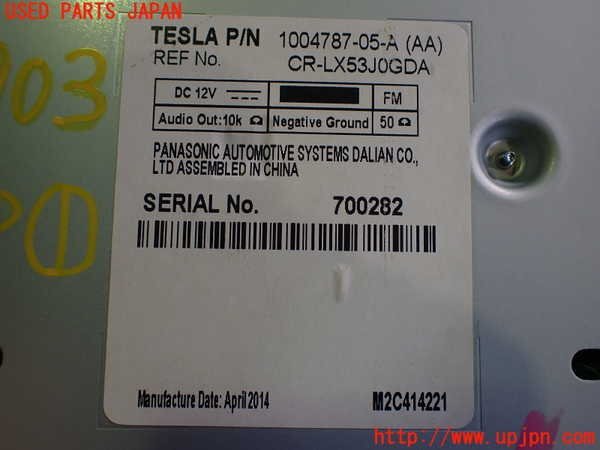 USED PARTS JAPAN
903
TESLA P/N 1004787-05-A (AA)
REF No. CR-LX53J0GDA
DC 12V FM
Audio Out:10k Ω Negative Ground 50 Ω
PANASONIC AUTOMOTIVE SYSTEMS DALIAN CO.,
LTD ASSEMBLED IN CHINA
SERIAL No. 700282
Manufacture Date: April 2014 M2C414221
http://www.upjpn.com/